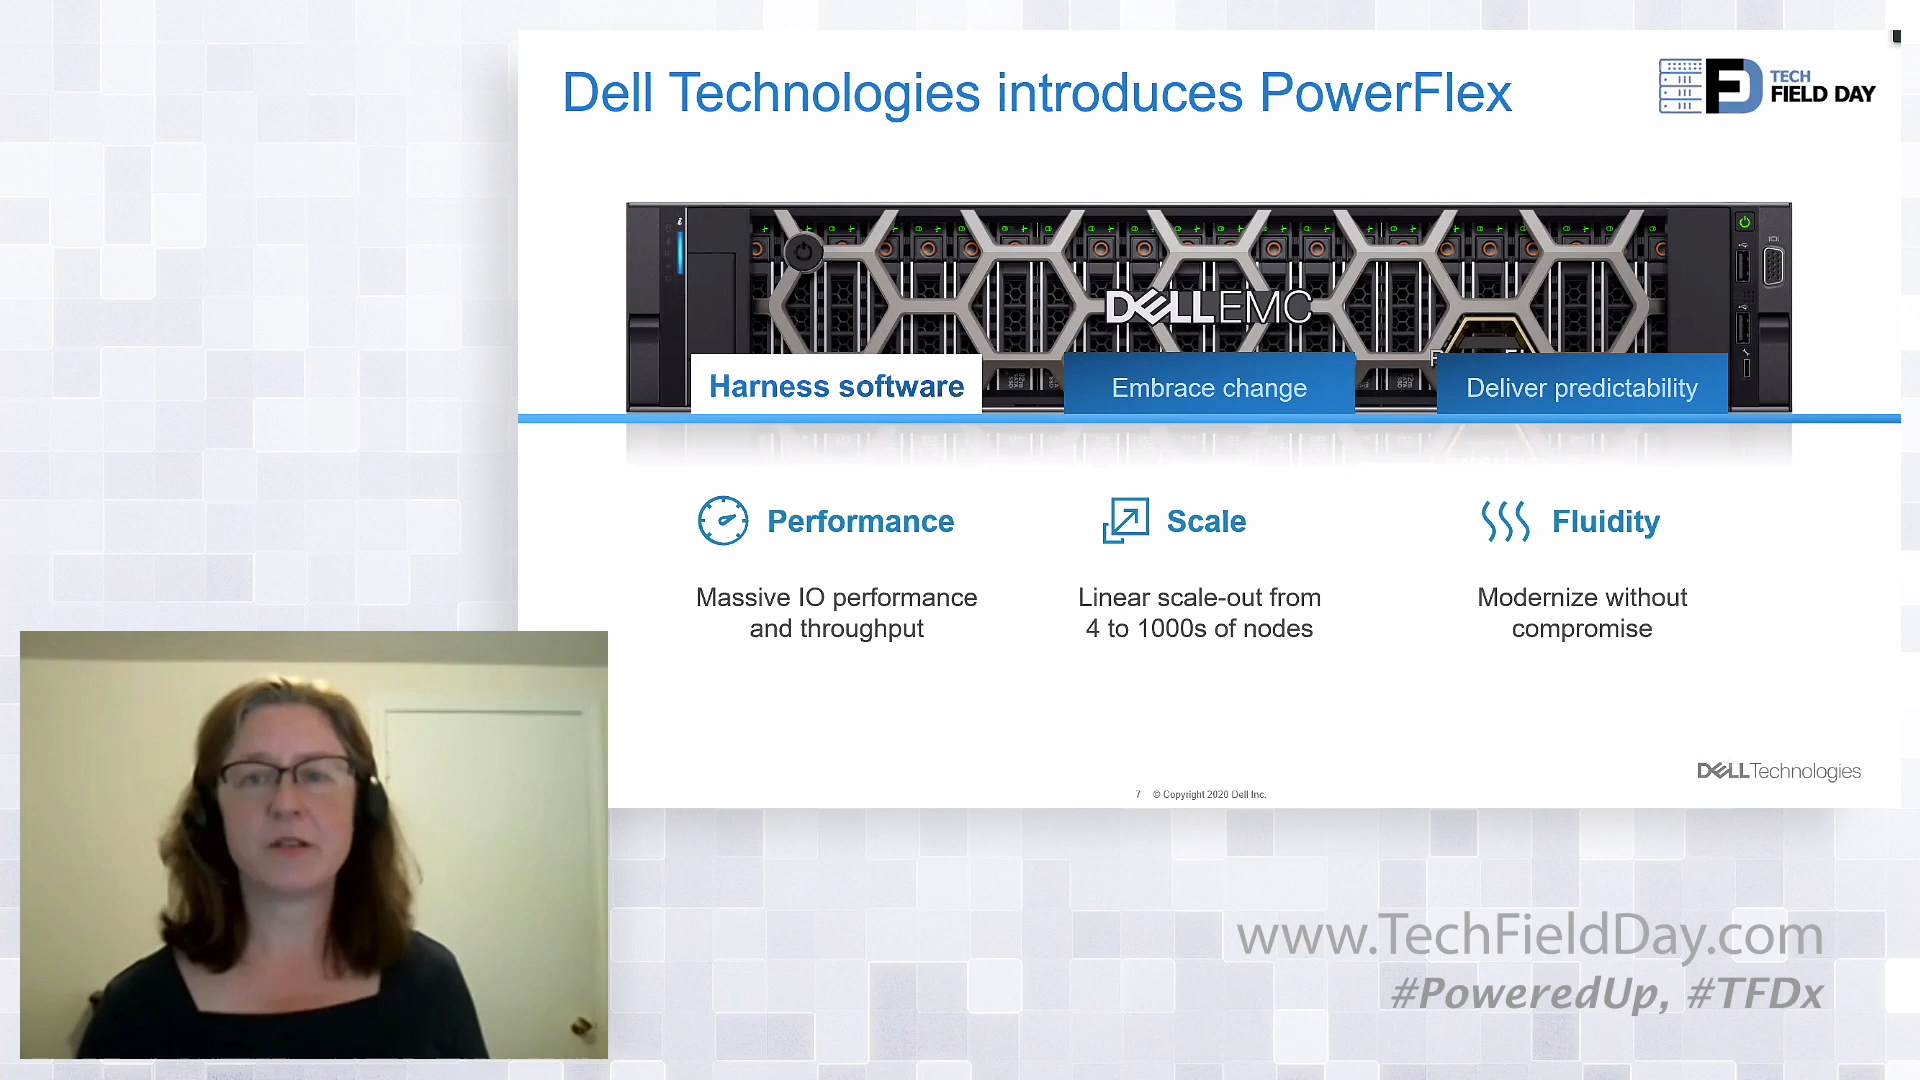 Dell Technologies introduces PowerFlex
TECH
FIELD DAY
DELLEMC
Harness software
Embrace change
Deliver predictability
Performance
Scale
Fluidity
Massive IO performance
and throughput
Linear scale-out from
4 to 1000s of nodes
Modernize without
compromise
DELLTechnologies
7 © Copyright 2020 Dell Inc.
www.TechFieldDay.com
#PoweredUp, #TFDx